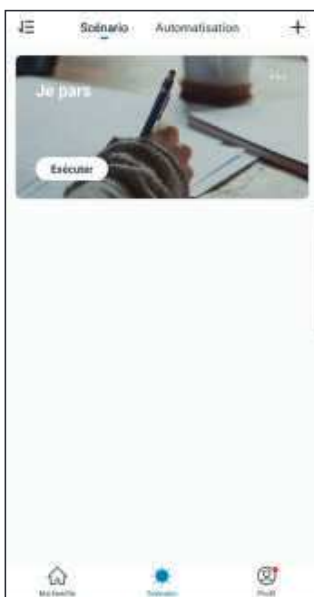 Scénario Automatisation
Je pars
Exécuter
Ma famille Scénario Profil